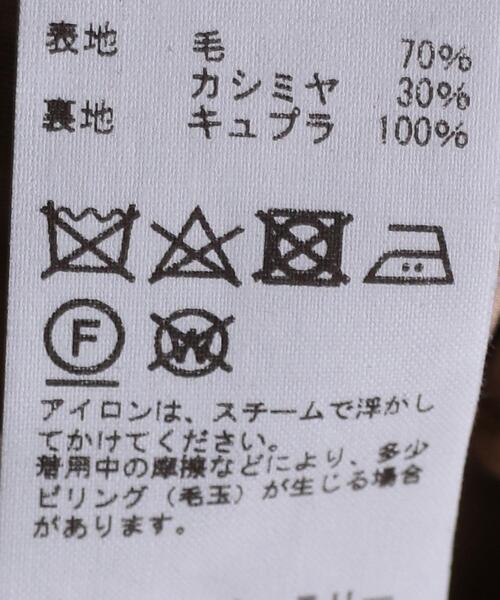 表地 毛 70%
カシミヤ 30%
裏地 キュプラ 100%
F W
アイロンは、スチームで浮かし
てかけてください。
着用中の摩擦などにより、多少
ピリング（毛玉）が生じる場合
があります。